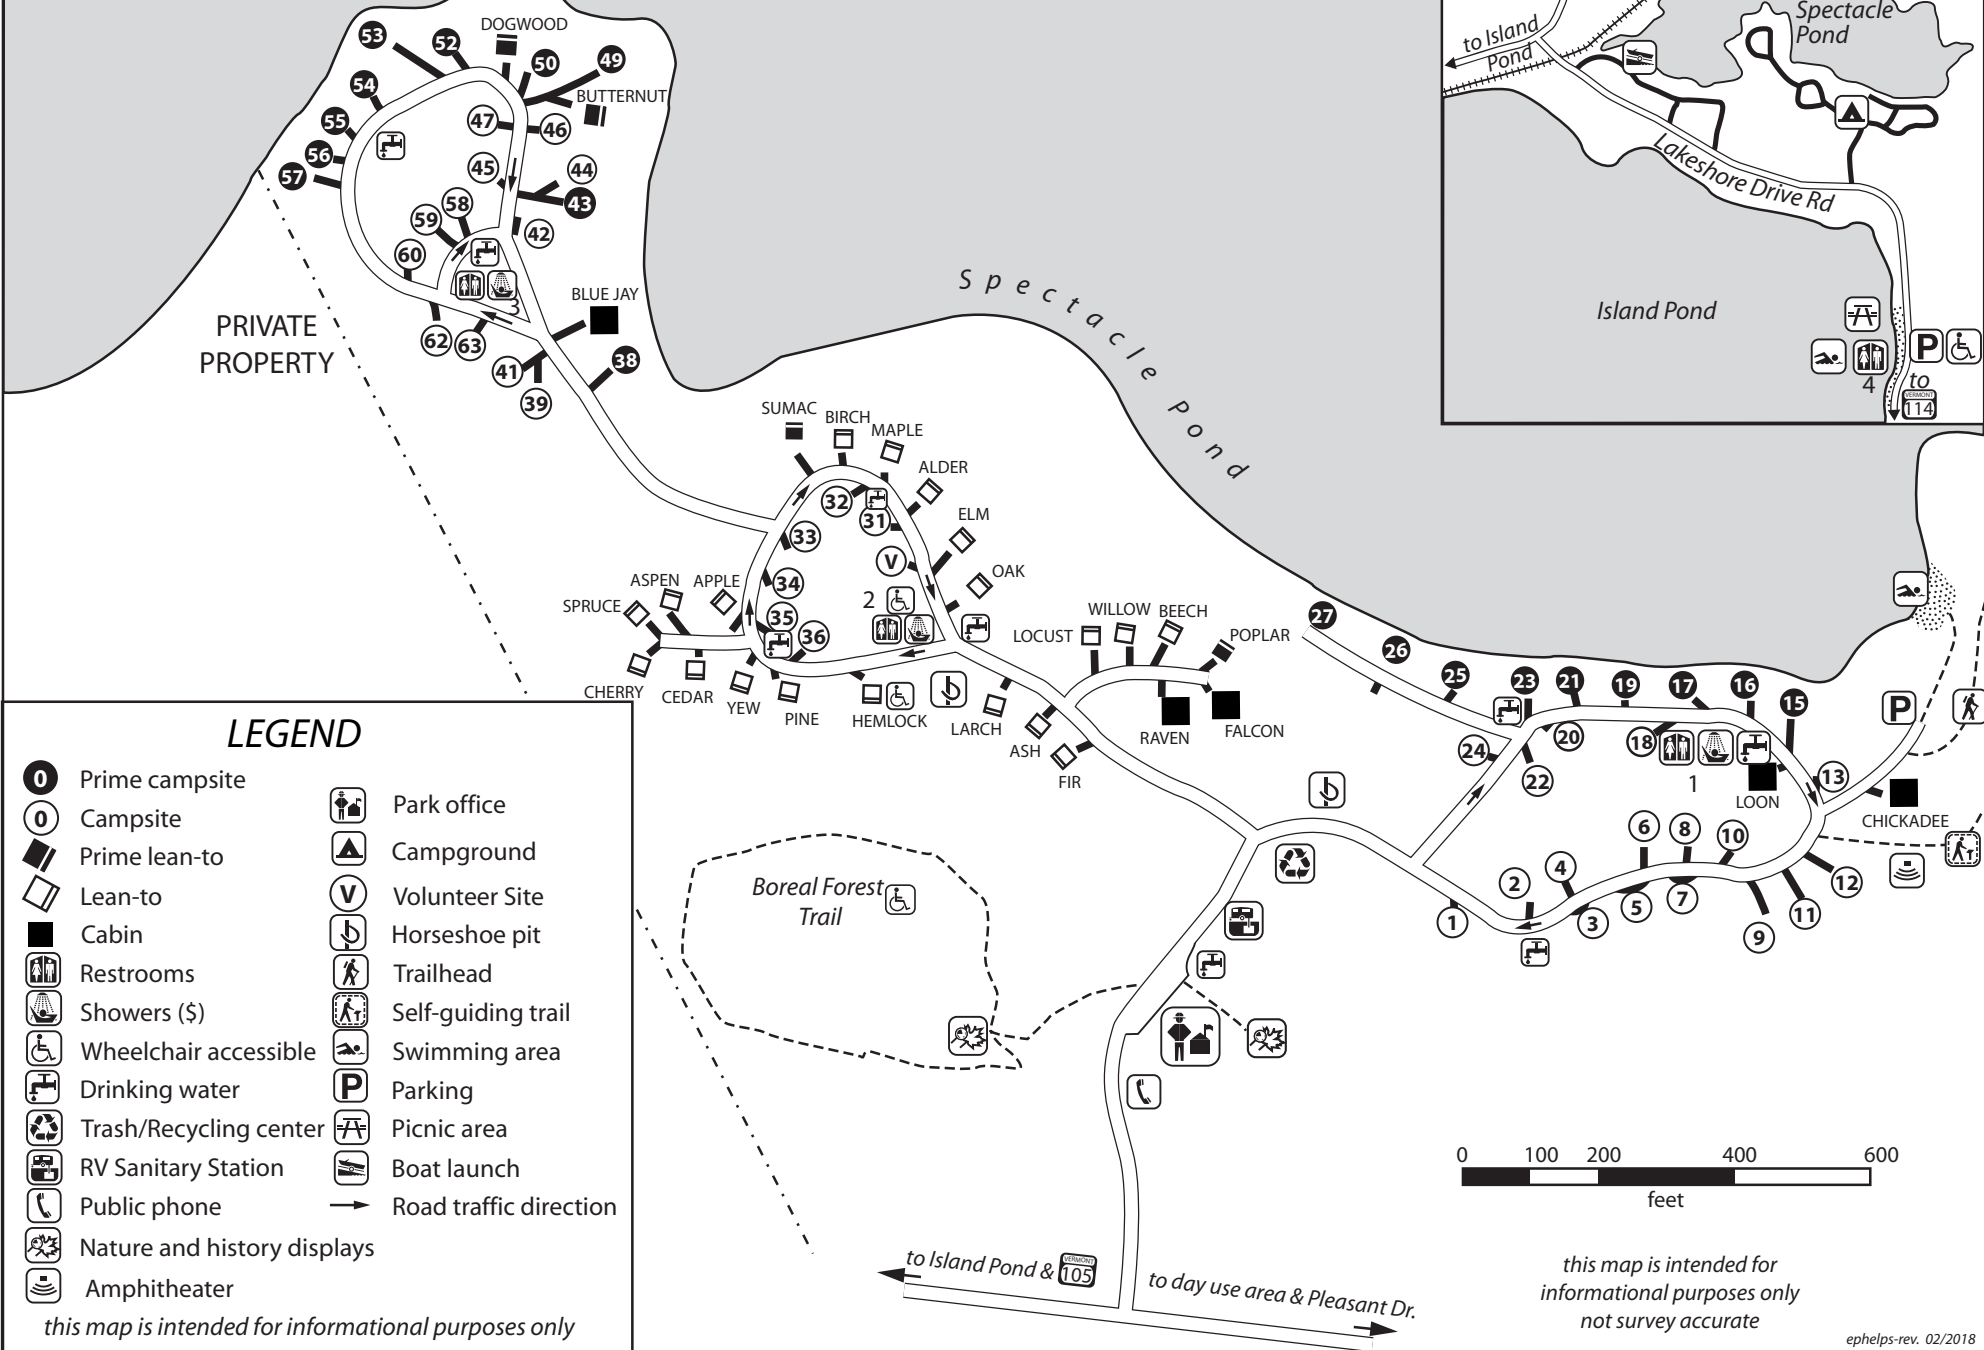 53
52
DOGWOOD
50
49
54
BUTTERNUT
55
47
46
56
45
44
57
58
43
59
42
60
3
BLUE JAY
PRIVATE
PROPERTY
62
63
41
38
39
Spectacle Pond
to Island
Pond
Spectacle
Pond
Lakeshore Drive Rd
Island Pond
P
4
to
VERMONT
114
SUMAC
BIRCH
MAPLE
ALDER
32
31
ELM
33
V
OAK
34
ASPEN
APPLE
SPRUCE
35
2
36
CHERRY
CEDAR
YEW
PINE
HEMLOCK
LARCH
LOCUST
WILLOW
BEECH
POPLAR
ASH
FIR
RAVEN
FALCON
27
26
25
23
21
19
17
16
15
24
22
20
18
1
LOON
13
CHICKADEE
P
6
8
10
2
4
12
1
3
5
7
9
11
Boreal Forest
Trail
LEGEND
0 Prime campsite
0 Campsite
Prime lean-to
Lean-to
Cabin
Restrooms
Showers ($)
Wheelchair accessible
Drinking water
Trash/Recycling center
RV Sanitary Station
Public phone
Nature and history displays
Amphitheater
Park office
Campground
V Volunteer Site
Horseshoe pit
Trailhead
Self-guiding trail
Swimming area
P Parking
Picnic area
Boat launch
Road traffic direction
this map is intended for informational purposes only
to Island Pond & VERMONT 105
to day use area & Pleasant Dr.
0 100 200 400 600
feet
this map is intended for
informational purposes only
not survey accurate
ephelps-rev. 02/2018